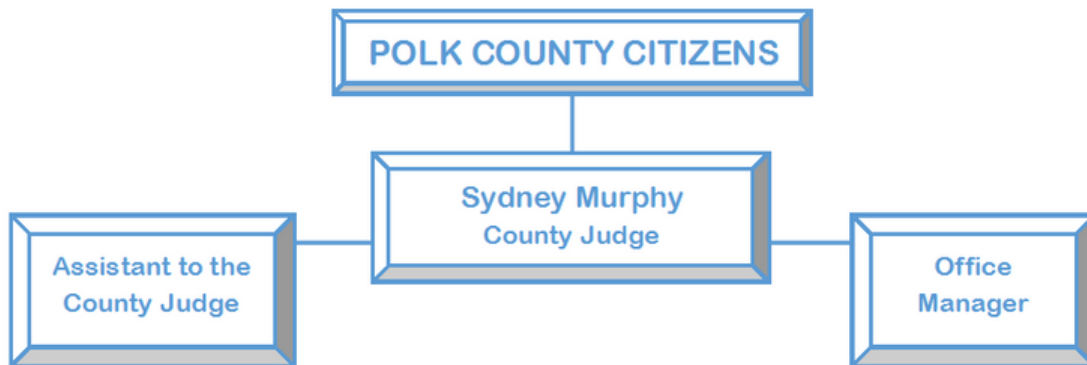 POLK COUNTY CITIZENS
Sydney Murphy
County Judge
Assistant to the
County Judge
Office
Manager